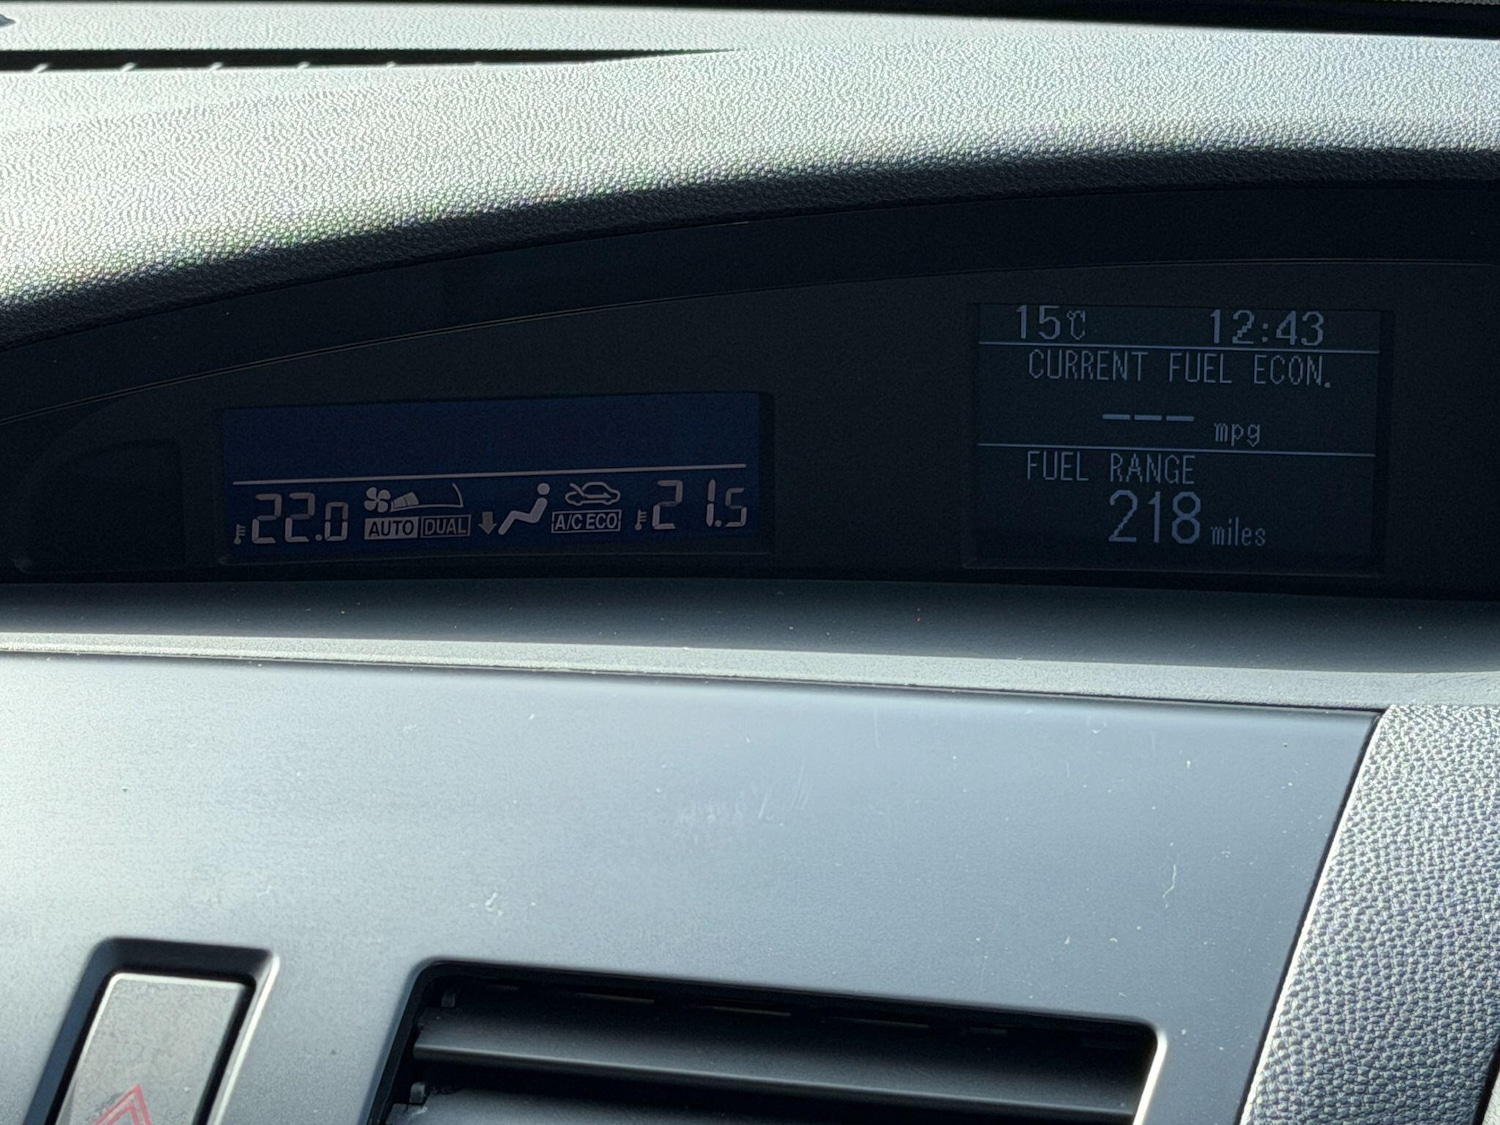 22.0 AUTO DUAL A/C ECO 21.5
15℃ 12:43
CURRENT FUEL ECON.
--- mpg
FUEL RANGE
218 miles